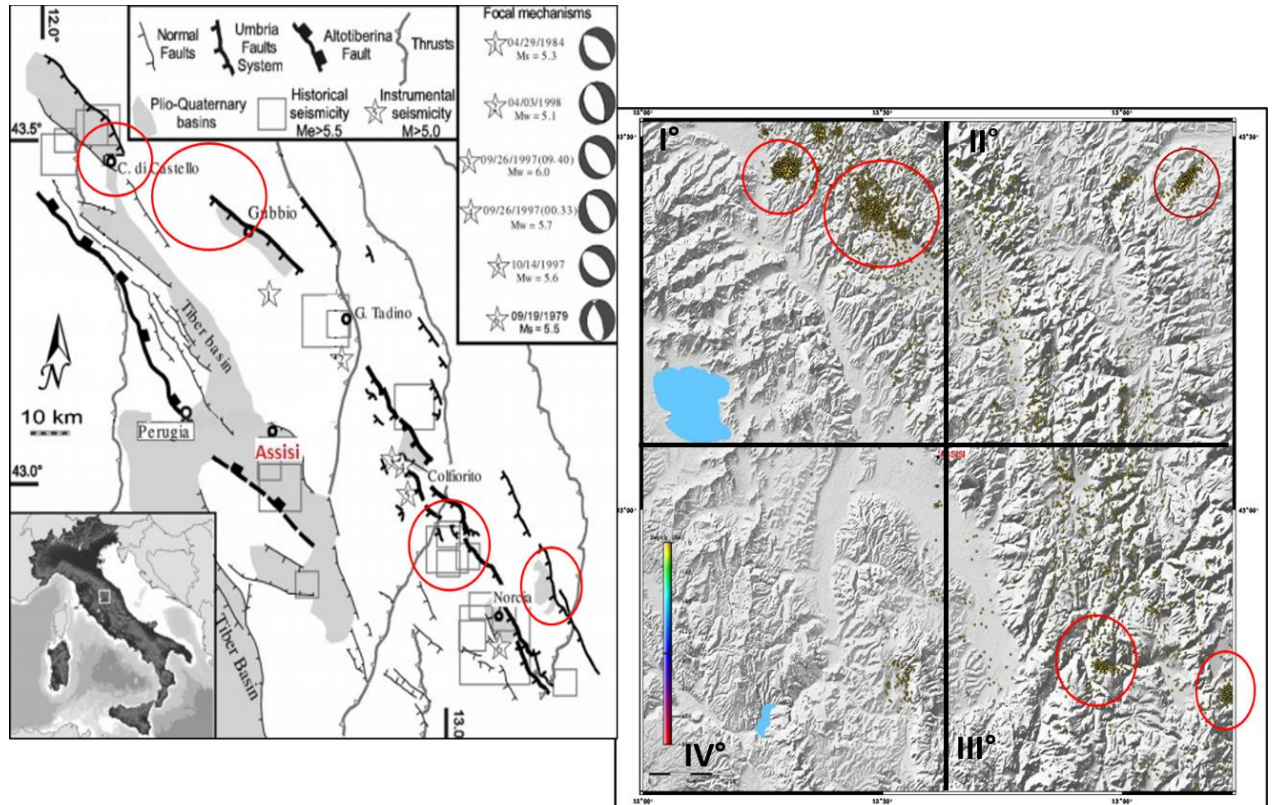 12.0°
43.5°
43.0°
13.0°
Normal
Faults
Umbria
Faults
System
Altotiberina
Fault
Thrusts
Plio-Quaternary
basins
Historical
seismicity
Me>5.5
Instrumental
seismicity
M>5.0
Focal mechanisms
04/29/1984
Ms = 5.3
04/03/1998
Mw = 5.1
09/26/1997(09.40)
Mw = 6.0
09/26/1997(00.33)
Mw = 5.7
10/14/1997
Mw = 5.6
09/19/1979
Ms = 5.5
C. di Castello
Gubbio
G. Tadino
Tiber basin
N
10 km
Perugia
Assisi
Colfiorito
Norcia
Tiber Basin
I°
II°
ASSISI
IV°
III°